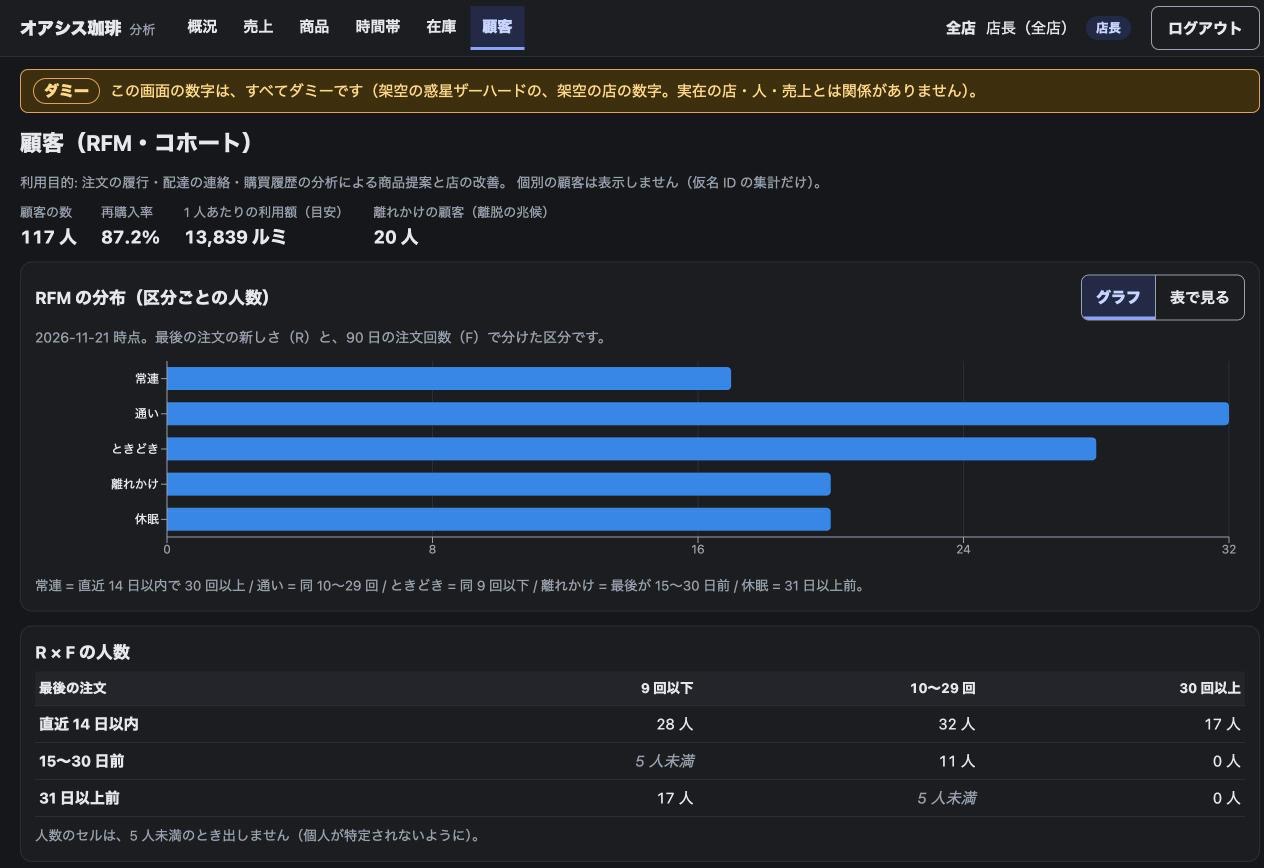 オアシス珈琲 分析 概況 売上 商品 時間帯 在庫 顧客 全店 店長（全店） 店長 ログアウト
ダミー この画面の数字は、すべてダミーです（架空の惑星ザーハードの、架空の店の数字。実在の店・人・売上とは関係がありません）。
顧客（RFM・コホート）
利用目的: 注文の履行・配達の連絡・購買履歴の分析による商品提案と店の改善。 個別の顧客は表示しません（仮名 ID の集計だけ）。
顧客の数 再購入率 1 人あたりの利用額（目安） 離れかけの顧客（離脱の兆候）
117 人 87.2% 13,839 ルミ 20 人
RFM の分布（区分ごとの人数） グラフ 表で見る
2026-11-21 時点。最後の注文の新しさ（R）と、90 日の注文回数（F）で分けた区分です。
常連
通い
ときどき
離れかけ
休眠
0 8 16 24 32
常連 = 直近 14 日以内で 30 回以上 / 通い = 同 10〜29 回 / ときどき = 同 9 回以下 / 離れかけ = 最後が 15〜30 日前 / 休眠 = 31 日以上前。
R × F の人数
最後の注文 9 回以下 10〜29 回 30 回以上
直近 14 日以内 28 人 32 人 17 人
15〜30 日前 5 人未満 11 人 0 人
31 日以上前 17 人 5 人未満 0 人
人数のセルは、5 人未満のとき出しません（個人が特定されないように）。